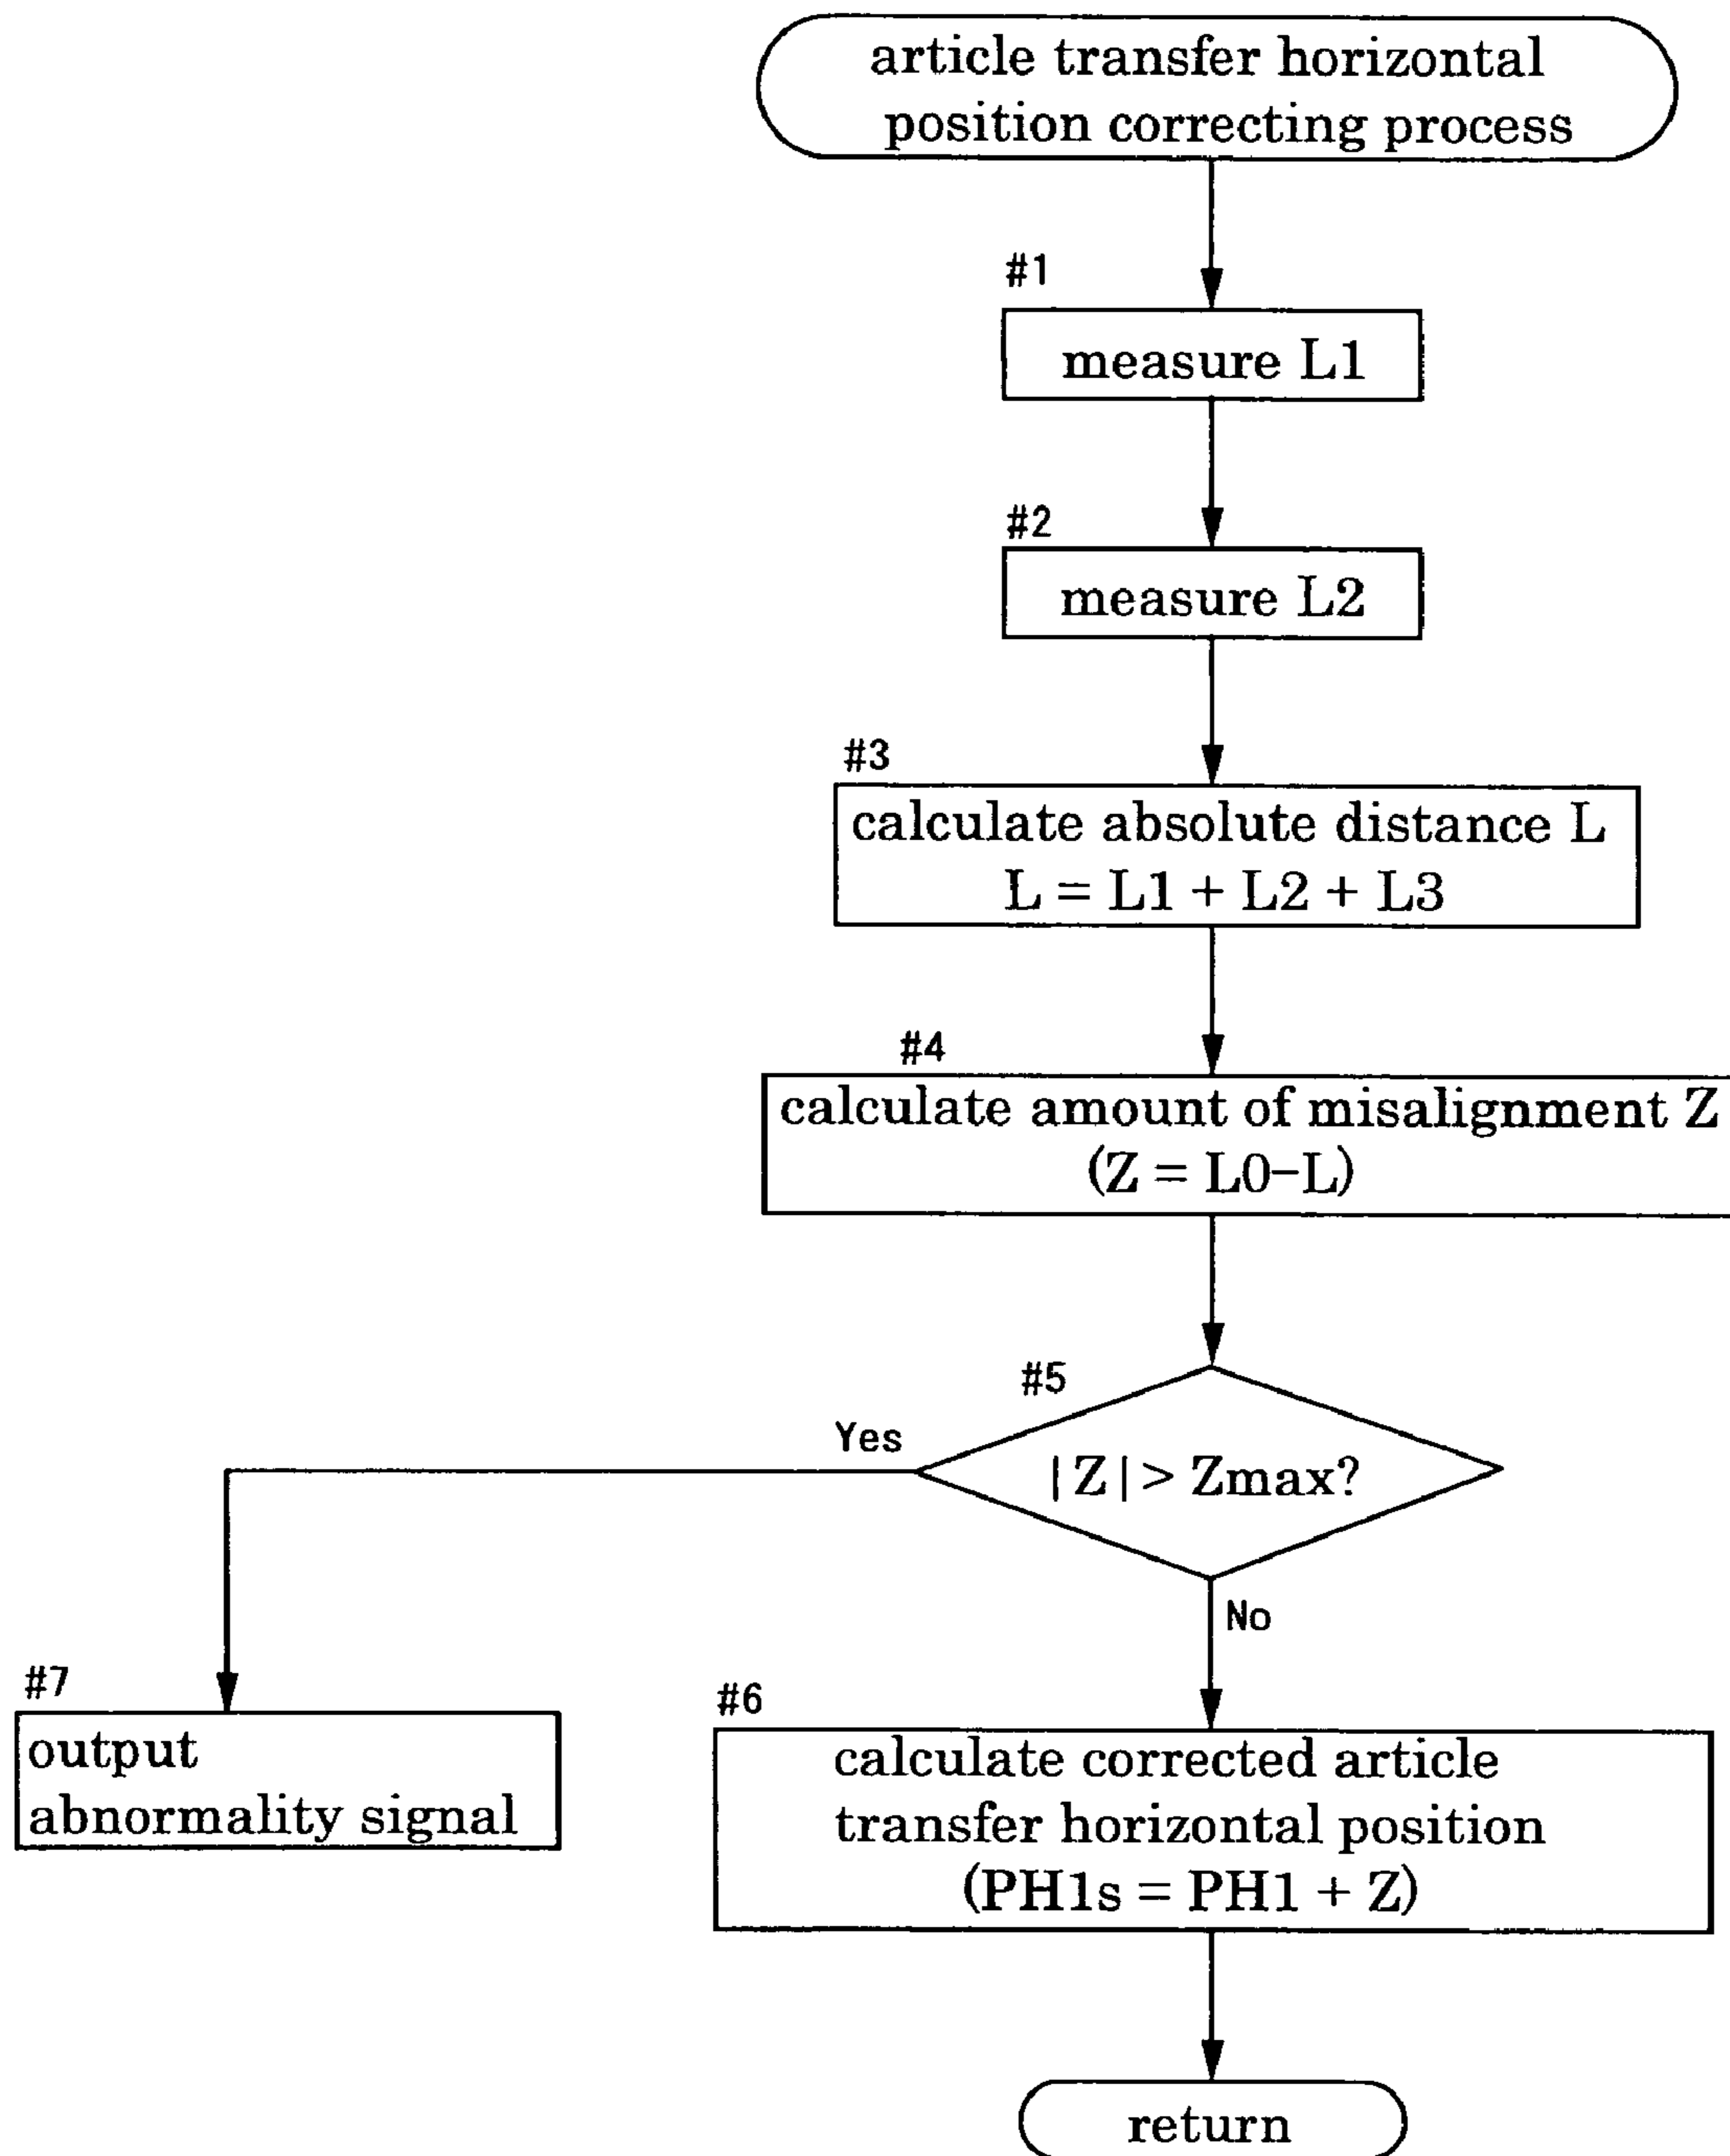 article transfer horizontal
position correcting process
#1
measure L1
#2
measure L2
#3
calculate absolute distance L
L = L1 + L2 + L3
#4
calculate amount of misalignment Z
(Z = L0-L)
#5
|Z|> Zmax?
Yes
No
#7
output
abnormality signal
#6
calculate corrected article
transfer horizontal position
(PH1s = PH1 + Z)
return